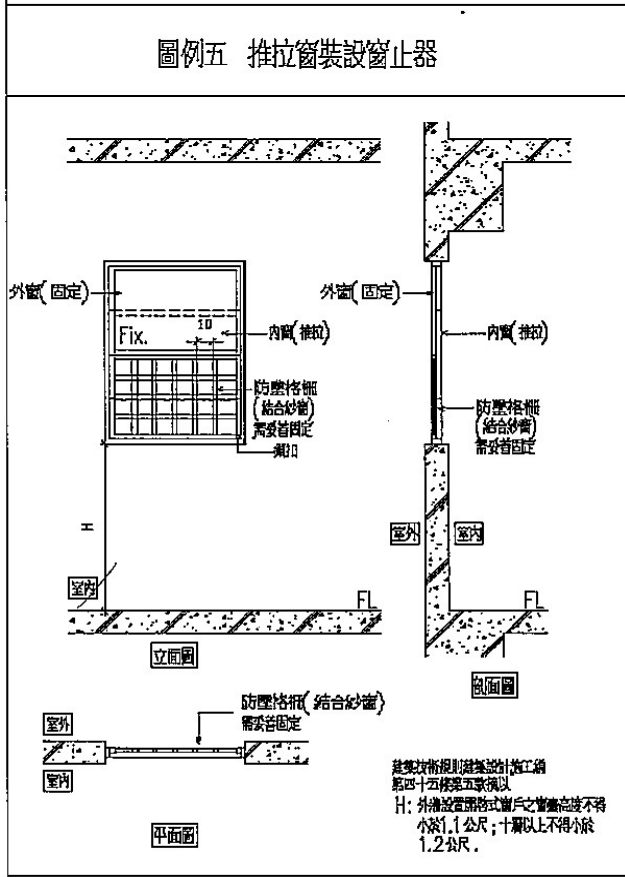 圖例五 推拉窗裝設窗止器
外窗(固定)
Fix.
10
內窗(推拉)
防墜格柵
(結合紗窗)
需妥善固定
H
室內
FL
立面圖
外窗(固定)
內窗(推拉)
防墜格柵
(結合紗窗)
需妥善固定
室外
室內
FL
剖面圖
防墜格柵(結合紗窗)
需妥善固定
室外
室內
平面圖
建築技術規則建築設計施工編
第四十五條第五款規以
H: 外牆設置開啟式窗戶之窗臺高度不得
小於1.1公尺；十層以上不得小於
1.2公尺.